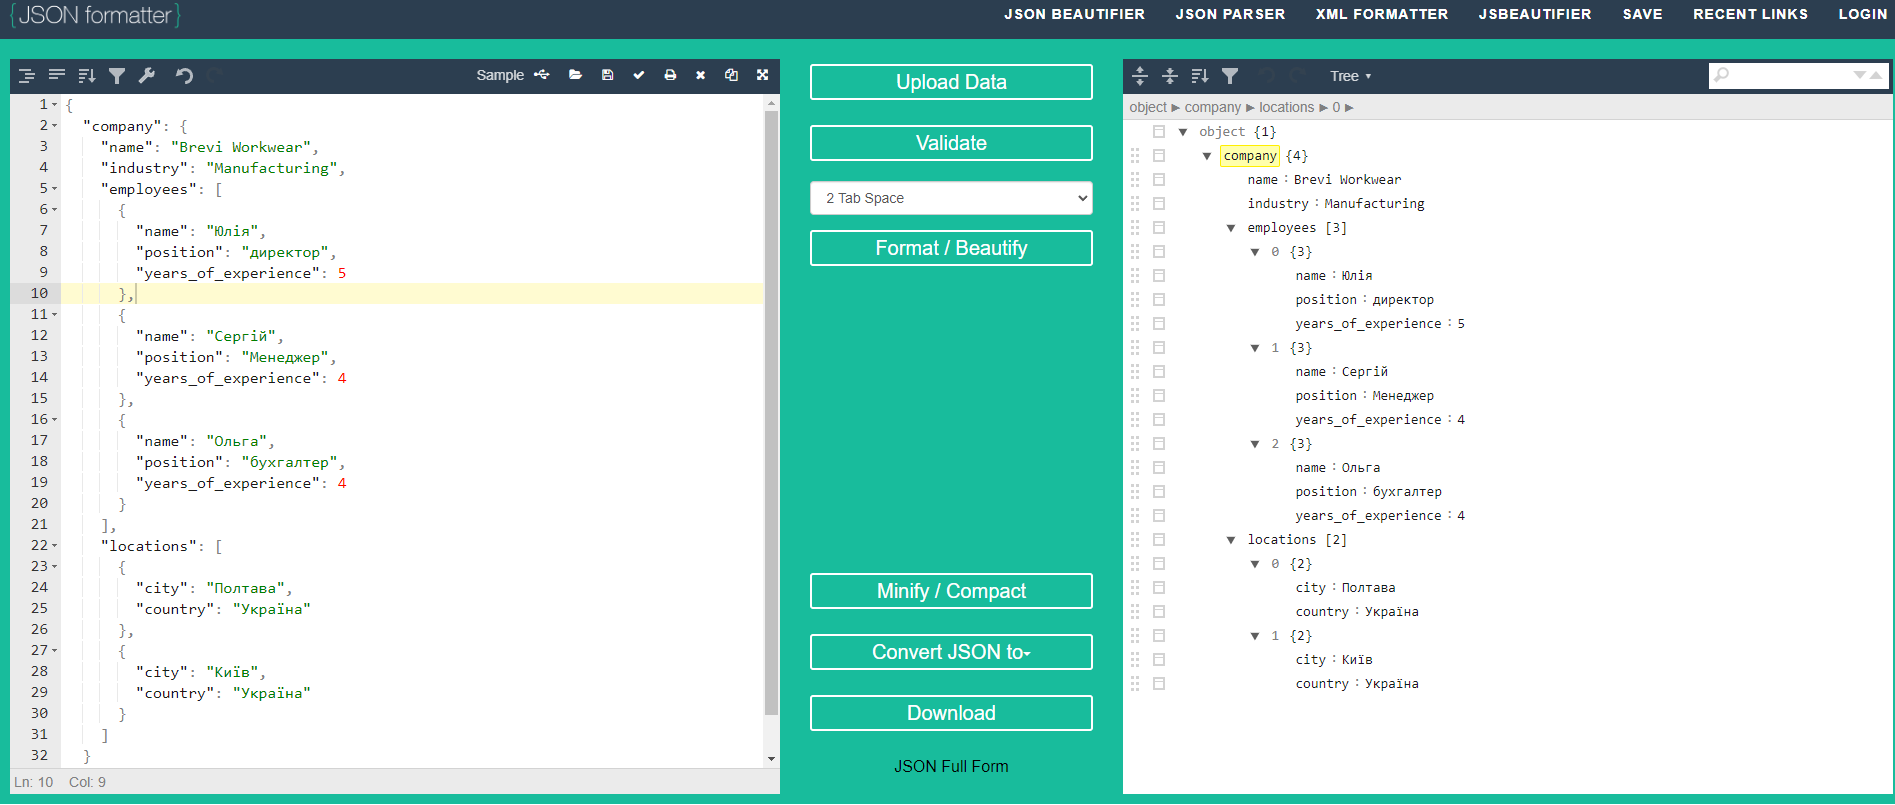 {JSON formatter}
JSON BEAUTIFIER JSON PARSER XML FORMATTER JSBEAUTIFIER SAVE RECENT LINKS LOGIN
Sample
1 {
2 "company": {
3 "name": "Brevi Workwear",
4 "industry": "Manufacturing",
5 "employees": [
6 {
7 "name": "Юлія",
8 "position": "директор",
9 "years_of_experience": 5
10 },
11 {
12 "name": "Сергій",
13 "position": "Менеджер",
14 "years_of_experience": 4
15 },
16 {
17 "name": "Ольга",
18 "position": "бухгалтер",
19 "years_of_experience": 4
20 }
21 ],
22 "locations": [
23 {
24 "city": "Полтава",
25 "country": "Україна"
26 },
27 {
28 "city": "Київ",
29 "country": "Україна"
30 }
31 ]
32 }
Ln: 10 Col: 9
Upload Data
Validate
2 Tab Space
Format / Beautify
Minify / Compact
Convert JSON to
Download
JSON Full Form
Tree
object ► company ► locations ► 0 ►
object {1}
company {4}
name : Brevi Workwear
industry : Manufacturing
employees [3]
0 {3}
name : Юлія
position : директор
years_of_experience : 5
1 {3}
name : Сергій
position : Менеджер
years_of_experience : 4
2 {3}
name : Ольга
position : бухгалтер
years_of_experience : 4
locations [2]
0 {2}
city : Полтава
country : Україна
1 {2}
city : Київ
country : Україна